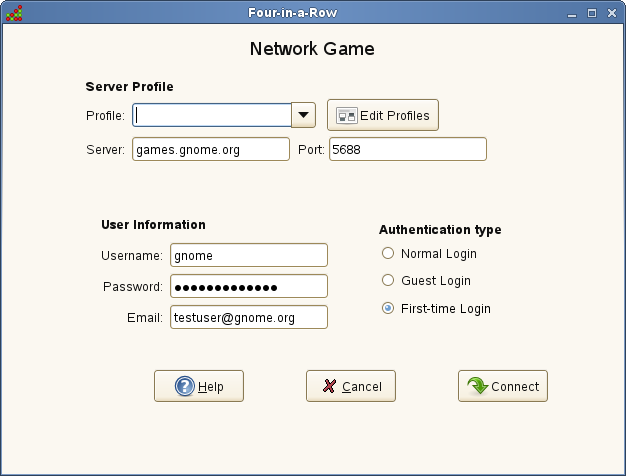 Four-in-a-Row
Network Game
Server Profile
Profile:
Edit Profiles
Server: games.gnome.org Port: 5688
User Information
Authentication type
Username: gnome
Normal Login
Password: ●●●●●●●●●●●●●
Guest Login
Email: testuser@gnome.org
First-time Login
Help Cancel Connect